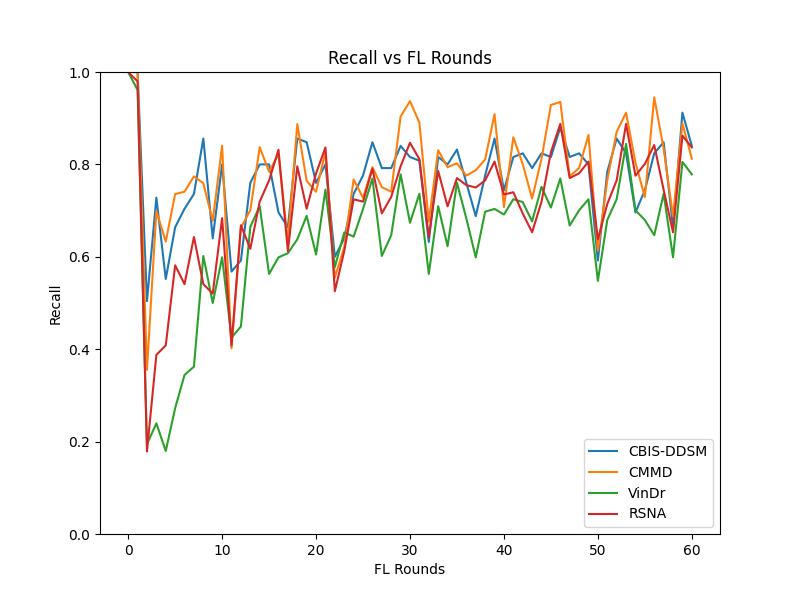 Recall vs FL Rounds
1.0
0.8
0.6
0.4
0.2
0.0
Recall
0 10 20 30 40 50 60
FL Rounds
CBIS-DDSM
CMMD
VinDr
RSNA